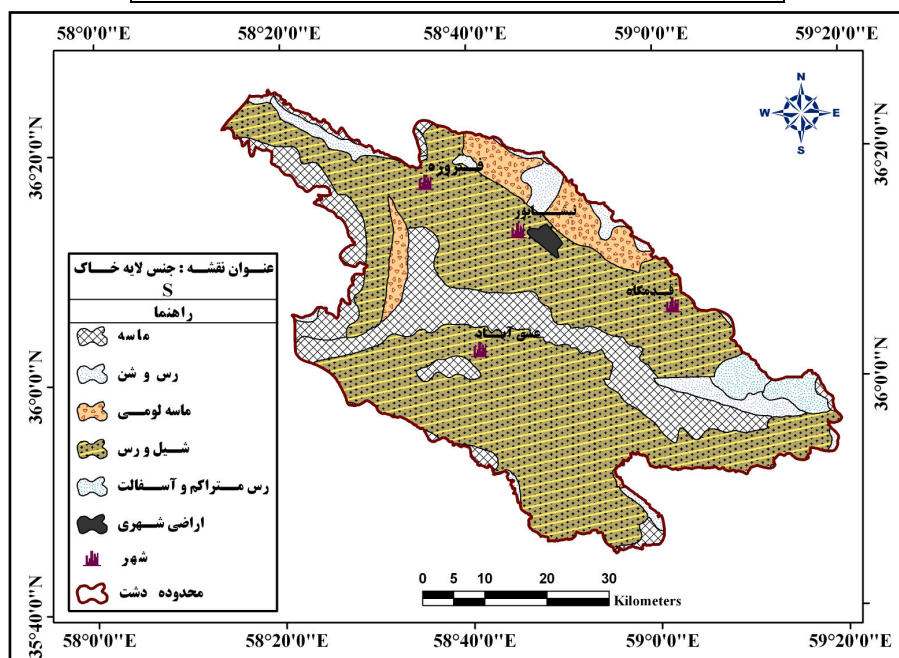 58°0'0"E 58°20'0"E 58°40'0"E 59°0'0"E 59°20'0"E
N
W E
S
36°20'0"N 36°20'0"N
فیروزه
نیشابور
قدمگاه
عشق آباد
عنوان نقشه : جنس لایه خاک
S
راهنما
ماسه
رس و شن
ماسه لومی
شیل و رس
رس متراکم و آسفالت
اراضی شهری
شهر
محدوده دشت
36°0'0"N 36°0'0"N
0 5 10 20 30
Kilometers
35°40'0"N
58°0'0"E 58°20'0"E 58°40'0"E 59°0'0"E 59°20'0"E